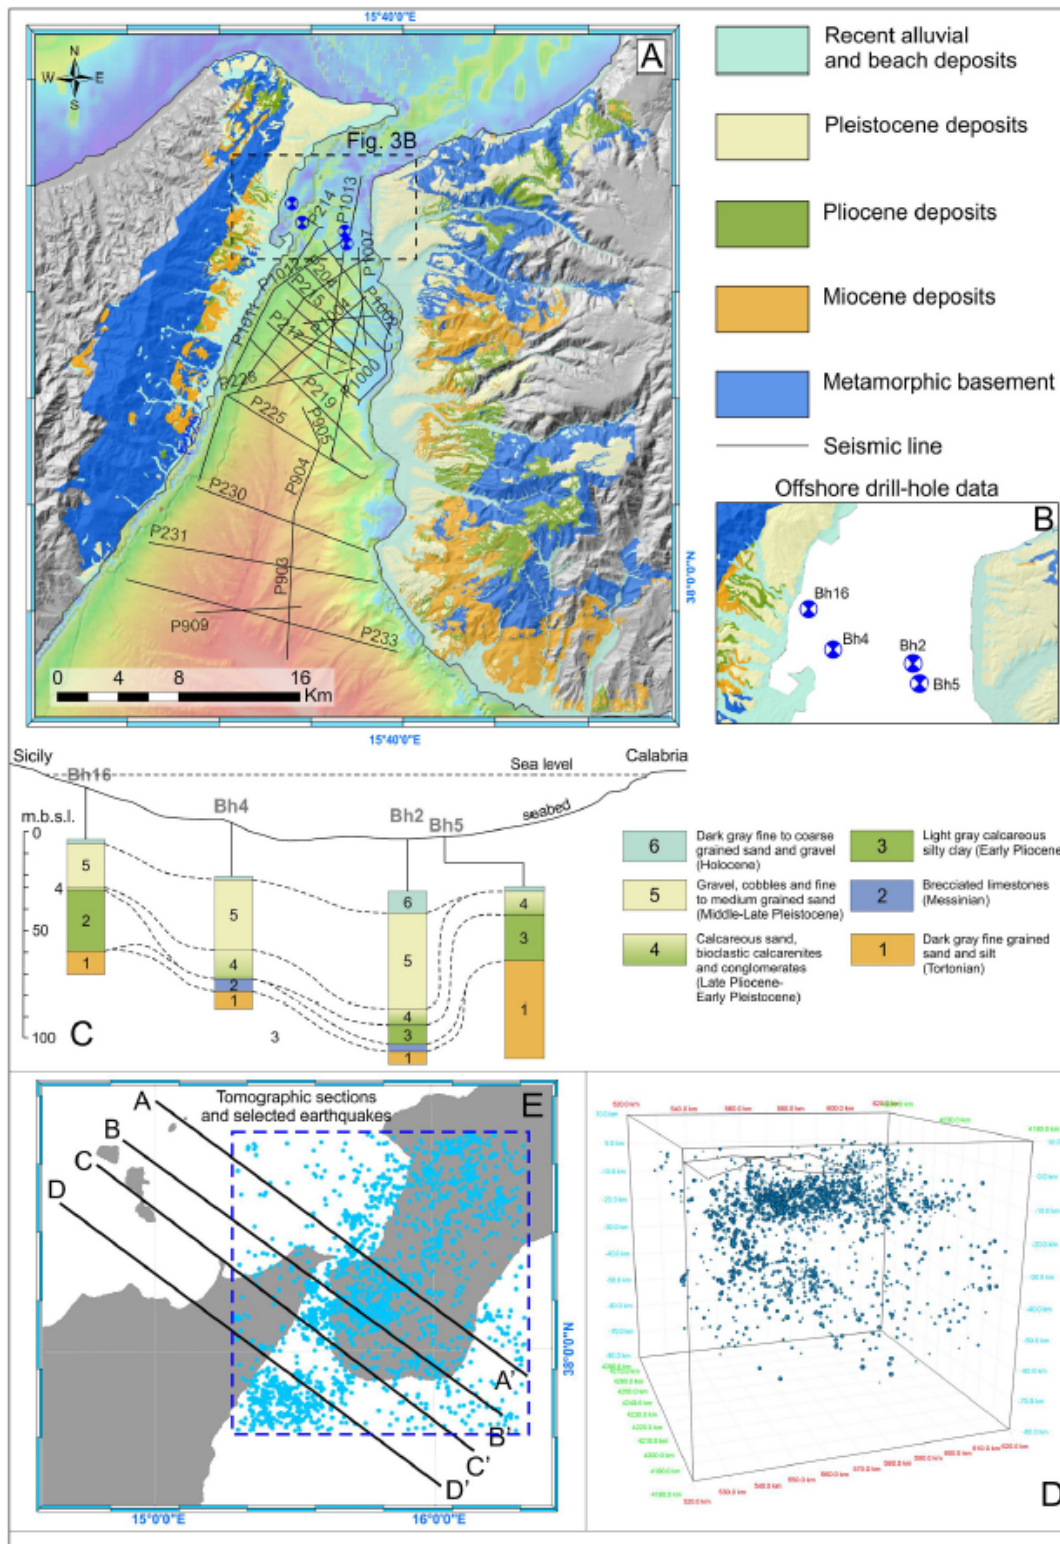 15°40'0"E
A
N
W E
S
Fig. 3B
P214
P1013
P1007
P1012
P204
P215
P1004
P1002
P1011
P217
P1000
P228
P219
P225
P905
P904
P230
P231
P903
P909
P233
0 4 8 16
Km
38°0'0"N
15°40'0"E
Recent alluvial
and beach deposits
Pleistocene deposits
Pliocene deposits
Miocene deposits
Metamorphic basement
Seismic line
Offshore drill-hole data
B
Bh16
Bh4
Bh2
Bh5
Sicily
Calabria
Sea level
seabed
Bh16
Bh4
Bh2
Bh5
m.b.s.l.
0
50
100
5
4
2
1
5
4
2
1
3
6
5
4
3
1
4
3
1
C
6
Dark gray fine to coarse
grained sand and gravel
(Holocene)
5
Gravel, cobbles and fine
to medium grained sand
(Middle-Late Pleistocene)
4
Calcareous sand,
bioclastic calcarenites
and conglomerates
(Late Pliocene-
Early Pleistocene)
3
Light gray calcareous
silty clay (Early Pliocene
2
Brecciated limestones
(Messinian)
1
Dark gray fine grained
sand and silt
(Tortonian)
Tomographic sections
and selected earthquakes
E
A
B
C
D
A'
B'
C'
D'
38°0'0"N
15°0'0"E
16°0'0"E
D